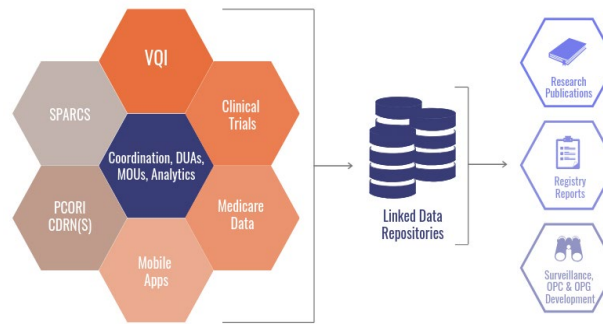 VQI
SPARCS
Clinical
Trials
Coordination, DUAs,
MOUs, Analytics
PCORI
CDRN(S)
Medicare
Data
Mobile
Apps
Linked Data
Repositories
Research
Publications
Registry
Reports
Surveillance,
OPC & OPG
Development